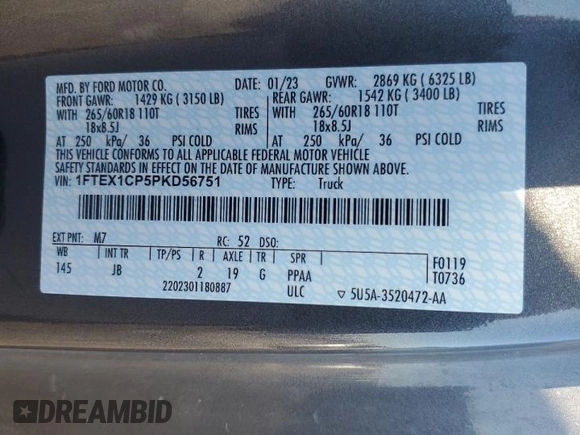 MFD. BY FORD MOTOR CO. DATE: 01/23 GVWR: 2869 KG ( 6325 LB)
FRONT GAWR: 1429 KG ( 3150 LB) REAR GAWR: 1542 KG ( 3400 LB)
WITH 265/60R18 110T TIRES WITH 265/60R18 110T TIRES
18x8.5J RIMS 18x8.5J RIMS
AT 250 kPa/ 36 PSI COLD AT 250 kPa/ 36 PSI COLD
THIS VEHICLE CONFORMS TO ALL APPLICABLE FEDERAL MOTOR VEHICLE
SAFETY STANDARDS IN EFFECT ON THE DATE OF MANUFACTURE SHOWN ABOVE.
VIN: 1FTEX1CP5PKD56751 TYPE: Truck
EXT PNT: M7 RC: 52 DSO:
WB INT TR TP/PS R AXLE TR SPR F0119
145 JB 2 19 G PPAA T0736
2202301180887 ULC ▽ 5U5A-3520472-AA
DREAMBID